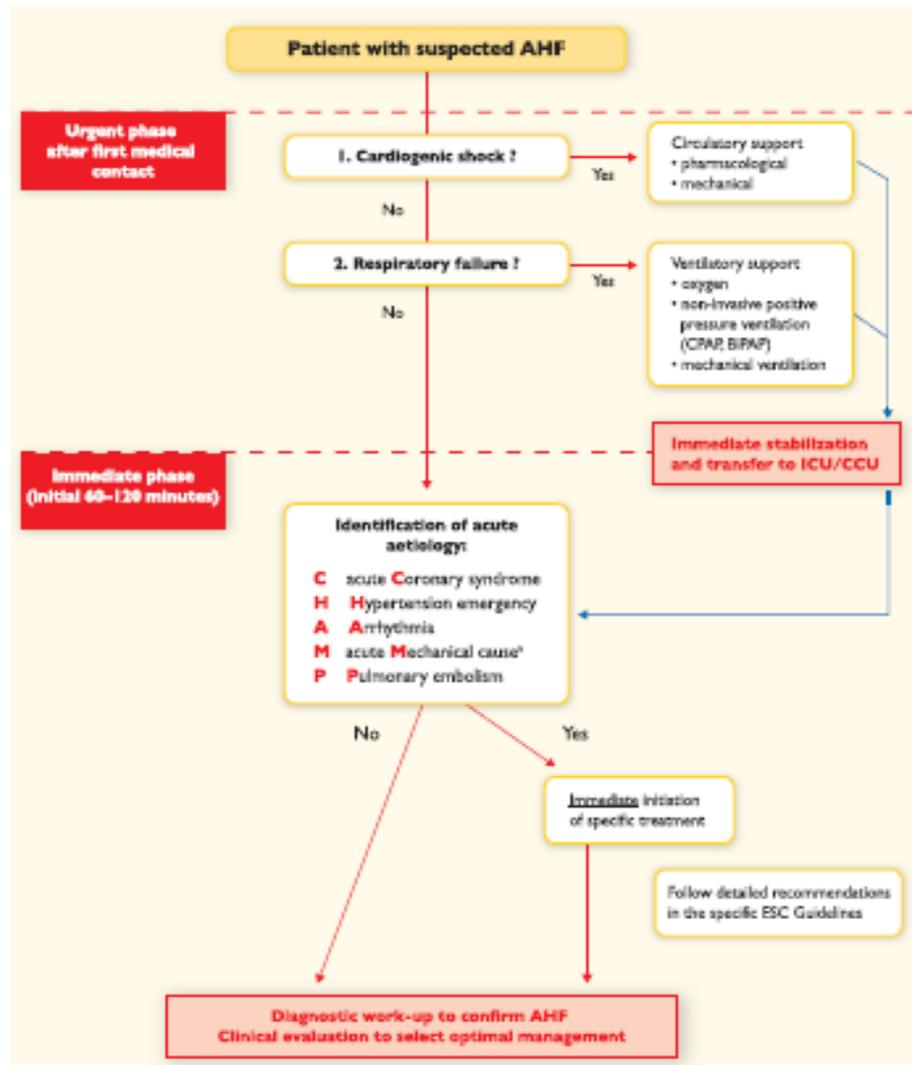 Patient with suspected AHF
Urgent phase
after first medical
contact
1. Cardiogenic shock ?
Yes
Circulatory support
• pharmacological
• mechanical
No
2. Respiratory failure ?
Yes
Ventilatory support
• oxygen
• non-invasive positive
pressure ventilation
(CPAP, BiPAP)
• mechanical ventilation
No
Immediate stabilization
and transfer to ICU/CCU
Immediate phase
(initial 60–120 minutes)
Identification of acute
aetiology:
C acute Coronary syndrome
H Hypertension emergency
A Arrhythmia
M acute Mechanical causeª
P Pulmonary embolism
No
Yes
Immediate initiation
of specific treatment
Follow detailed recommendations
in the specific ESC Guidelines
Diagnostic work-up to confirm AHF
Clinical evaluation to select optimal management